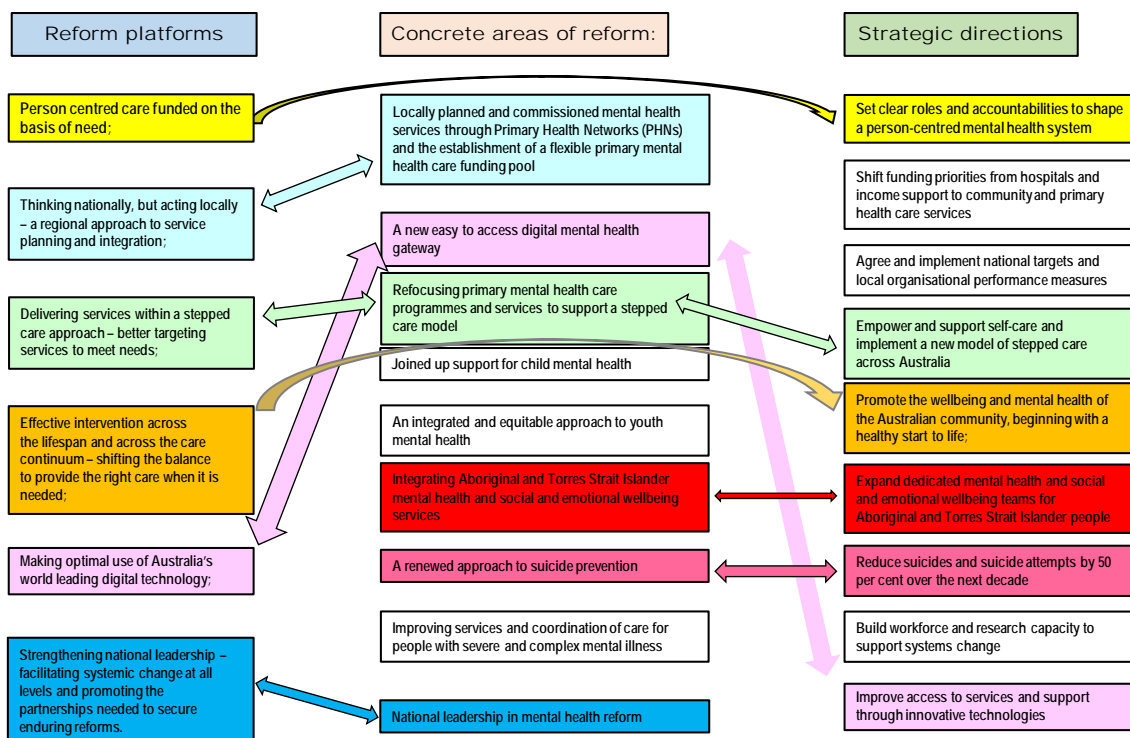 Reform platforms
Person centred care funded on the
basis of need;
Thinking nationally, but acting locally
– a regional approach to service
planning and integration;
Delivering services within a stepped
care approach – better targeting
services to meet needs;
Effective intervention across
the lifespan and across the care
continuum – shifting the balance
to provide the right care when it is
needed;
Making optimal use of Australia's
world leading digital technology;
Strengthening national leadership –
facilitating systemic change at all
levels and promoting the
partnerships needed to secure
enduring reforms.
Concrete areas of reform:
Locally planned and commissioned mental health
services through Primary Health Networks (PHNs)
and the establishment of a flexible primary mental
health care funding pool
A new easy to access digital mental health
gateway
Refocusing primary mental health care
programmes and services to support a stepped
care model
Joined up support for child mental health
An integrated and equitable approach to youth
mental health
Integrating Aboriginal and Torres Strait Islander
mental health and social and emotional wellbeing
services
A renewed approach to suicide prevention
Improving services and coordination of care for
people with severe and complex mental illness
National leadership in mental health reform
Strategic directions
Set clear roles and accountabilities to shape
a person-centred mental health system
Shift funding priorities from hospitals and
income support to community and primary
health care services
Agree and implement national targets and
local organisational performance measures
Empower and support self-care and
implement a new model of stepped care
across Australia
Promote the wellbeing and mental health of
the Australian community, beginning with a
healthy start to life;
Expand dedicated mental health and social
and emotional wellbeing teams for
Aboriginal and Torres Strait Islander people
Reduce suicides and suicide attempts by 50
per cent over the next decade
Build workforce and research capacity to
support systems change
Improve access to services and support
through innovative technologies